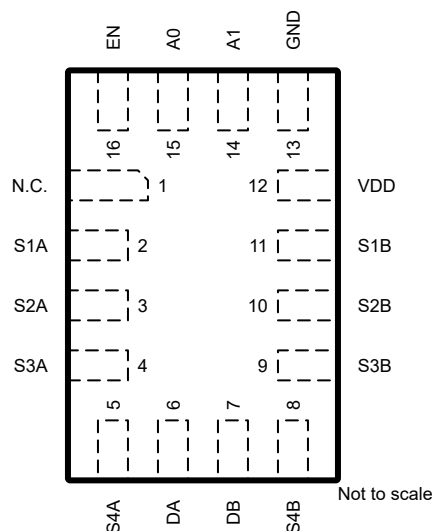 EN A0 A1 GND
16 15 14 13
N.C. 1 12 VDD
S1A 2 11 S1B
S2A 3 10 S2B
S3A 4 9 S3B
5 6 7 8
S4A DA DB S4B
Not to scale